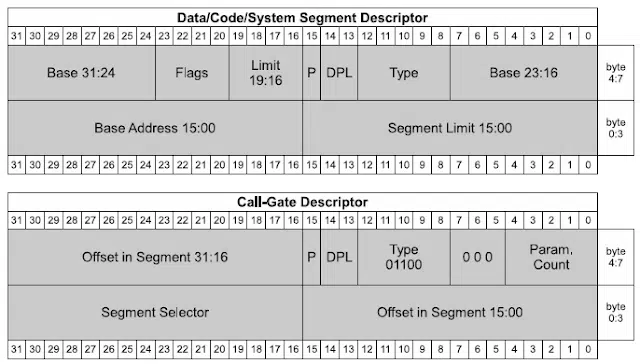 Data/Code/System Segment Descriptor
31 30 29 28 27 26 25 24 23 22 21 20 19 18 17 16 15 14 13 12 11 10 9 8 7 6 5 4 3 2 1 0
Base 31:24 Flags Limit 19:16 P DPL Type Base 23:16 byte 4:7
Base Address 15:00 Segment Limit 15:00 byte 0:3
31 30 29 28 27 26 25 24 23 22 21 20 19 18 17 16 15 14 13 12 11 10 9 8 7 6 5 4 3 2 1 0
Call-Gate Descriptor
31 30 29 28 27 26 25 24 23 22 21 20 19 18 17 16 15 14 13 12 11 10 9 8 7 6 5 4 3 2 1 0
Offset in Segment 31:16 P DPL Type 01100 0 0 0 Param, Count byte 4:7
Segment Selector Offset in Segment 15:00 byte 0:3
31 30 29 28 27 26 25 24 23 22 21 20 19 18 17 16 15 14 13 12 11 10 9 8 7 6 5 4 3 2 1 0